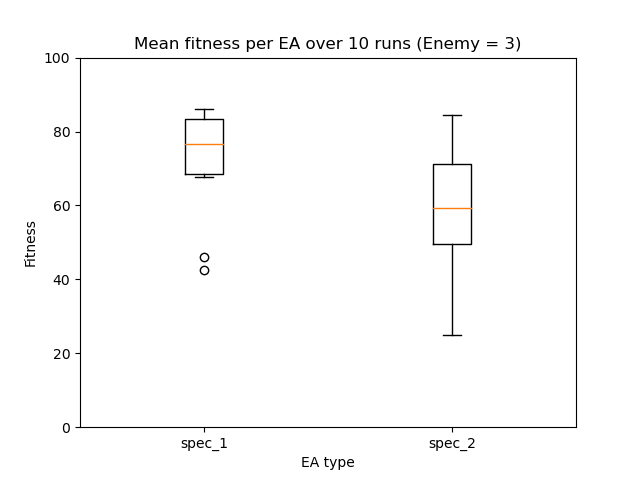 Mean fitness per EA over 10 runs (Enemy = 3)
100
80
60
40
20
0
Fitness
spec_1 spec_2
EA type